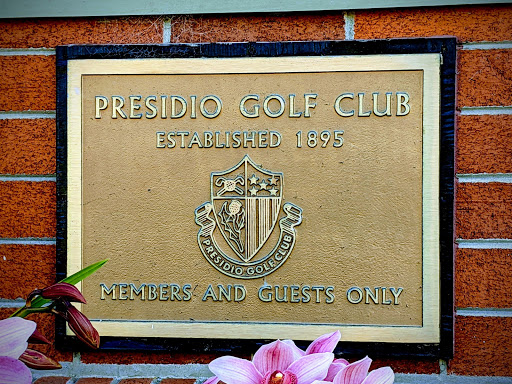 PRESIDIO GOLF CLUB
ESTABLISHED 1895
PRESIDIO GOLF CLUB
MEMBERS AND GUESTS ONLY